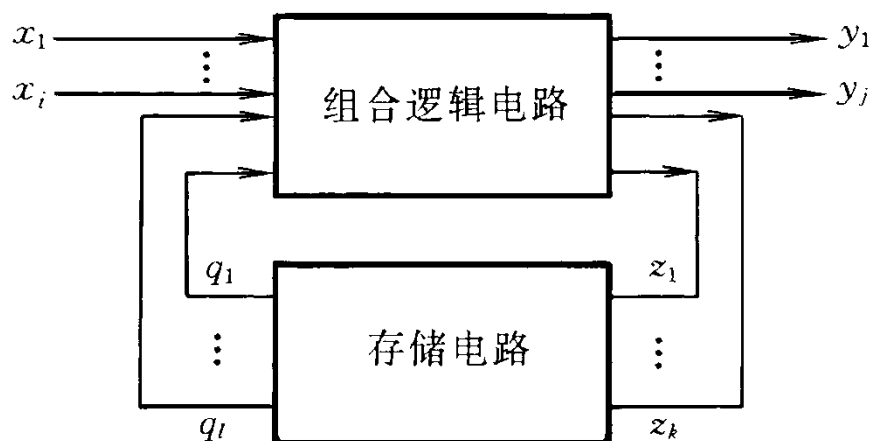 x₁ ⋮ y₁ ⋮
xᵢ 组合逻辑电路 yⱼ
q₁ z₁
⋮ 存储电路 ⋮
qₗ zₖ